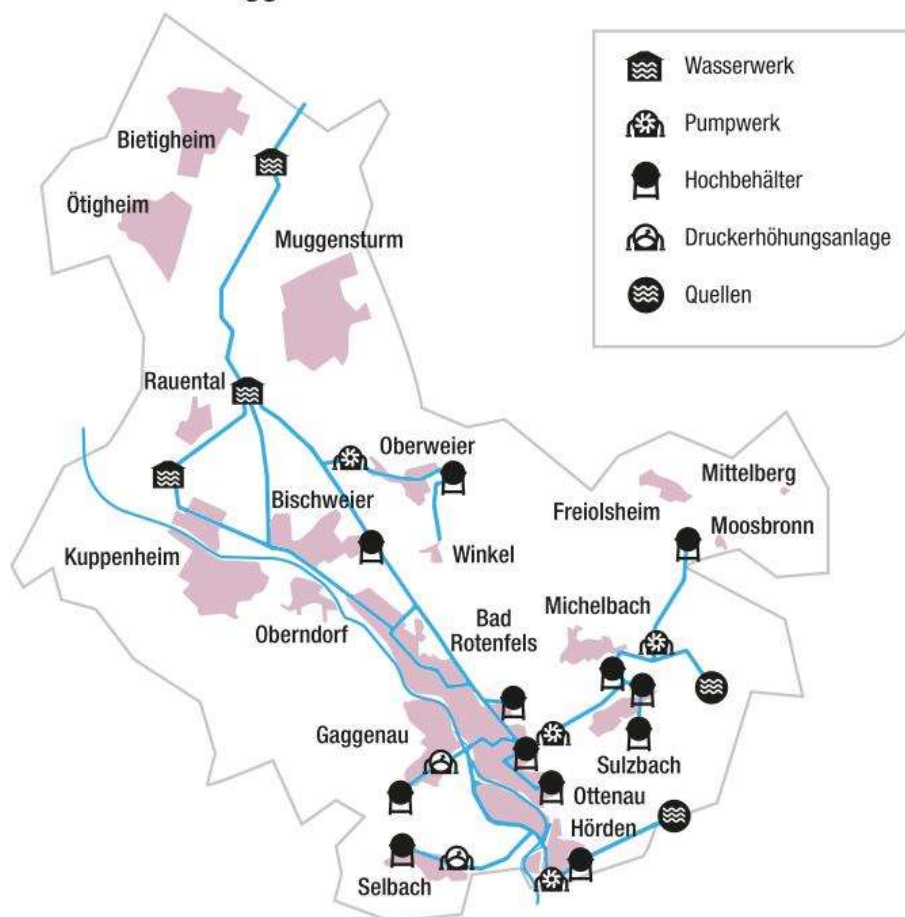 Wasserwerk
Pumpwerk
Hochbehälter
Druckerhöhungsanlage
Quellen
Bietigheim
Ötigheim
Muggensturm
Rauental
Oberweier
Mittelberg
Freiolsheim
Moosbronn
Bischweier
Kuppenheim
Winkel
Michelbach
Oberndorf
Bad
Rotenfels
Gaggenau
Sulzbach
Ottenau
Hörden
Selbach